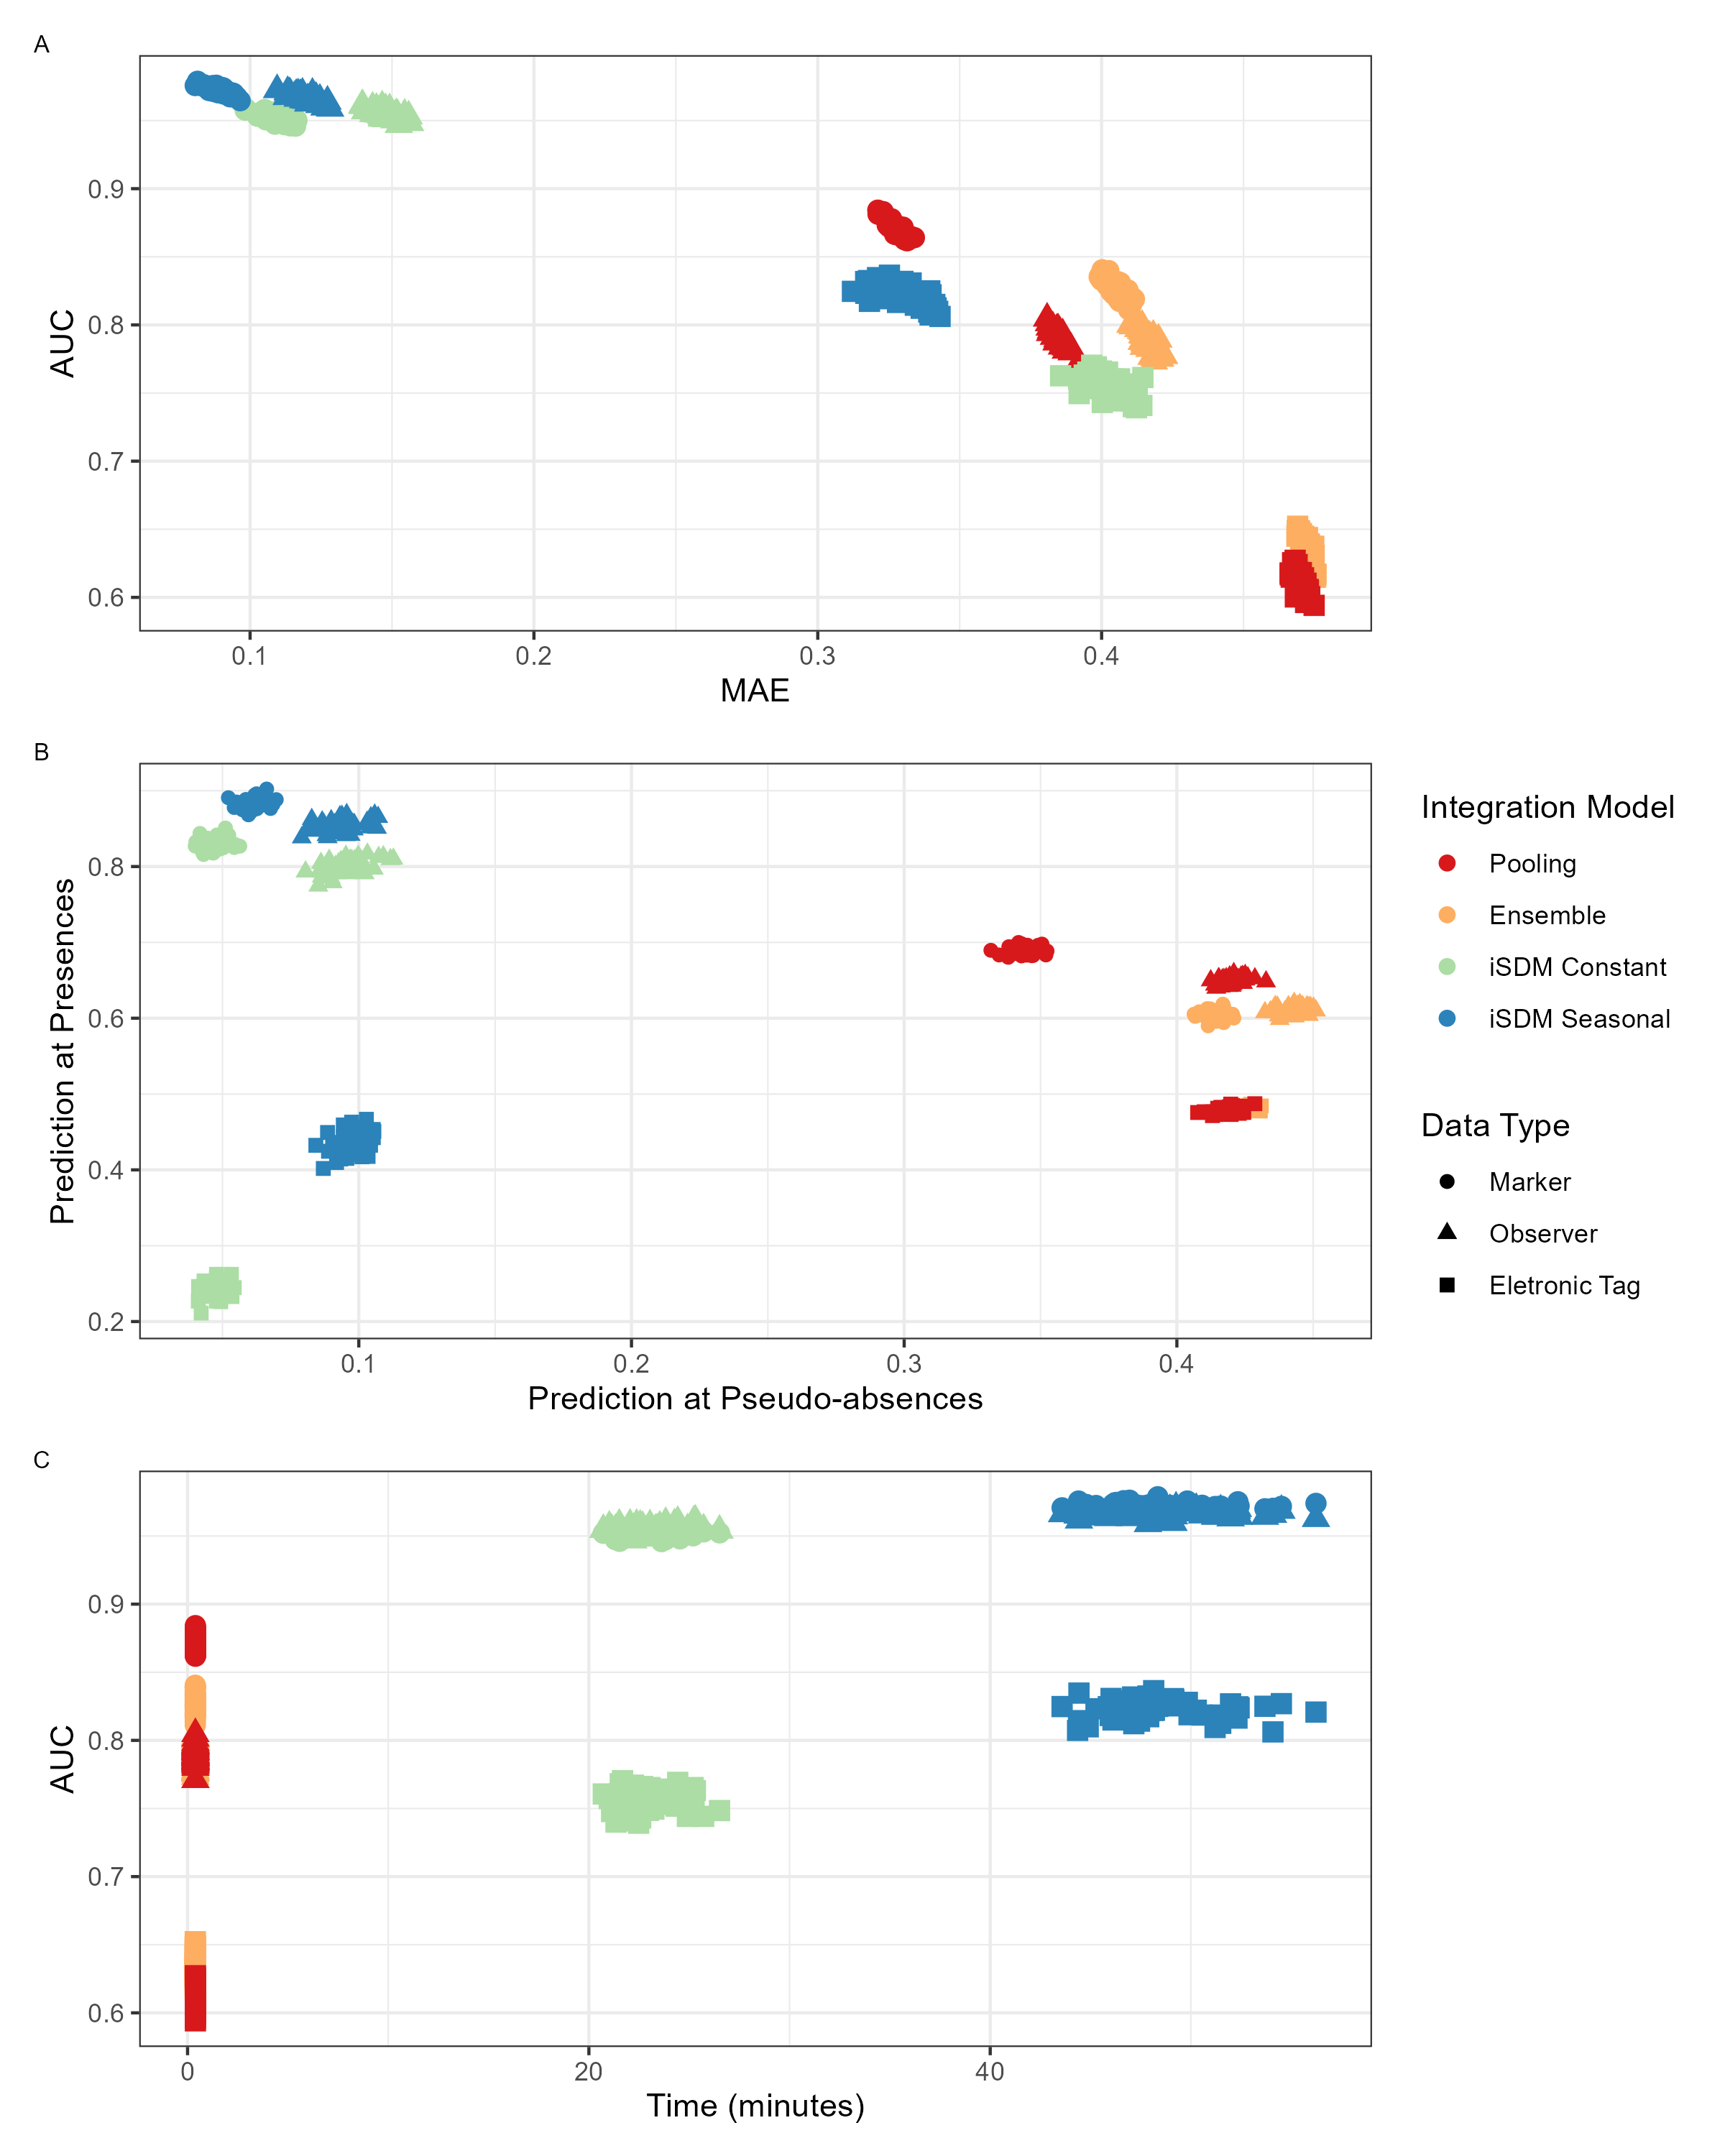 A
AUC
0.9
0.8
0.7
0.6
0.1 0.2 0.3 0.4
MAE
B
Prediction at Presences
0.8
0.6
0.4
0.2
0.1 0.2 0.3 0.4
Prediction at Pseudo-absences
Integration Model
Pooling
Ensemble
iSDM Constant
iSDM Seasonal
Data Type
Marker
Observer
Eletronic Tag
C
AUC
0.9
0.8
0.7
0.6
0 20 40
Time (minutes)